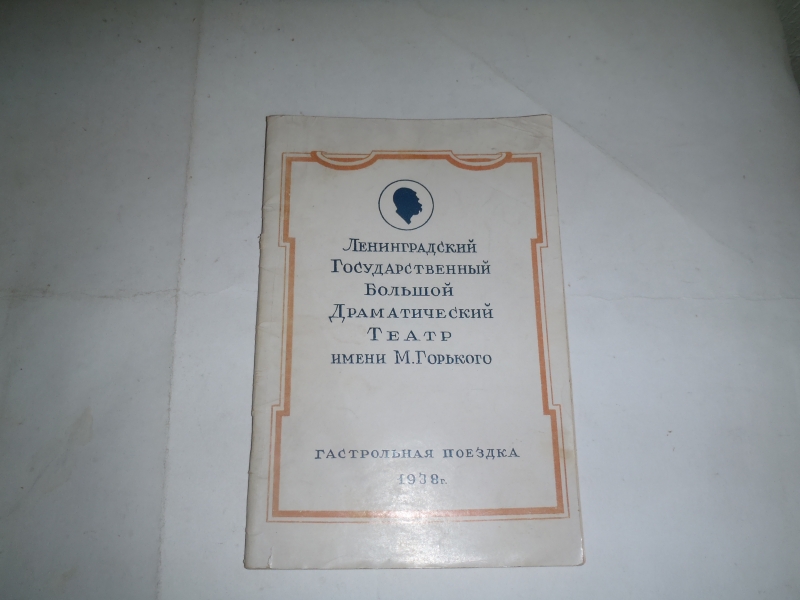 Ленинградский
Государственный
Большой
Драматический
Театр
имени М.Горького
гастрольная поездка
1938г.